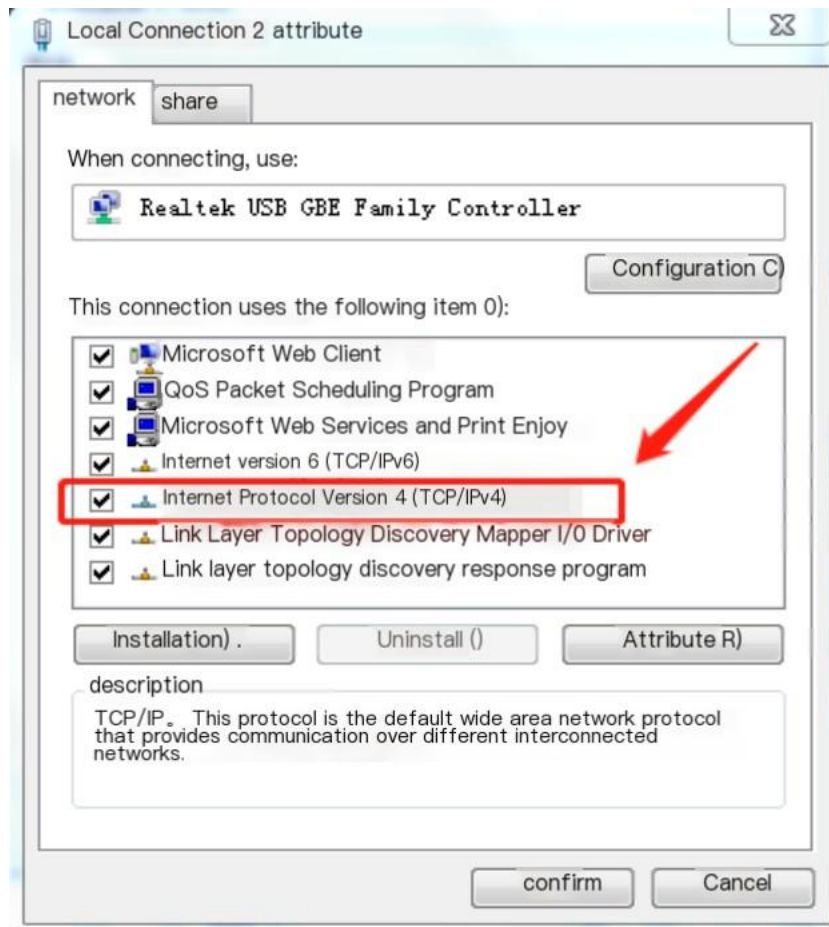 Local Connection 2 attribute
network
share
When connecting, use:
Realtek USB GBE Family Controller
Configuration C)
This connection uses the following item 0):
Microsoft Web Client
QoS Packet Scheduling Program
Microsoft Web Services and Print Enjoy
Internet version 6 (TCP/IPv6)
Internet Protocol Version 4 (TCP/IPv4)
Link Layer Topology Discovery Mapper I/0 Driver
Link layer topology discovery response program
Installation) .
Uninstall ()
Attribute R)
description
TCP/IP。 This protocol is the default wide area network protocol
that provides communication over different interconnected
networks.
confirm
Cancel